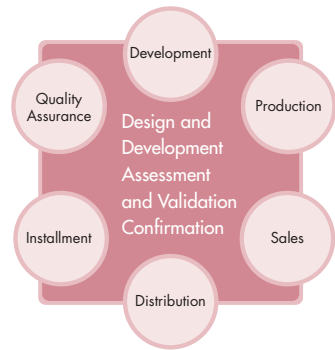 Development
Quality
Assurance
Production
Design and
Development
Assessment
and Validation
Confirmation
Installment
Sales
Distribution